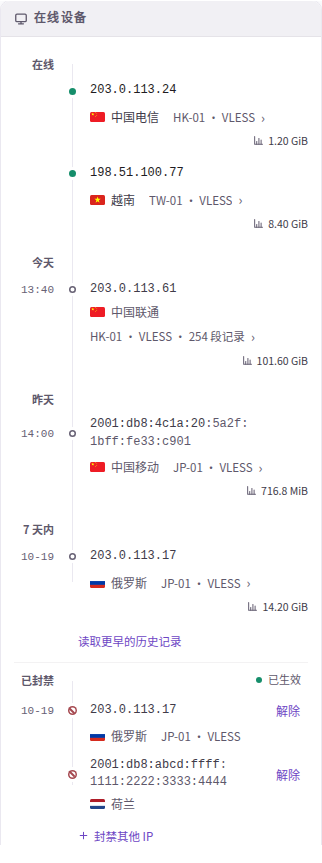 在线设备
在线
203.0.113.24
中国电信 HK-01 • VLESS ›
1.20 GiB
198.51.100.77
越南 TW-01 • VLESS ›
8.40 GiB
今天
13:40 203.0.113.61
中国联通
HK-01 • VLESS • 254 段记录 ›
101.60 GiB
昨天
14:00 2001:db8:4c1a:20:5a2f:
1bff:fe33:c901
中国移动 JP-01 • VLESS ›
716.8 MiB
7 天内
10-19 203.0.113.17
俄罗斯 JP-01 • VLESS ›
14.20 GiB
读取更早的历史记录
已封禁 已生效
10-19 203.0.113.17 解除
俄罗斯 JP-01 • VLESS
2001:db8:abcd:ffff:
1111:2222:3333:4444 解除
荷兰
+ 封禁其他 IP